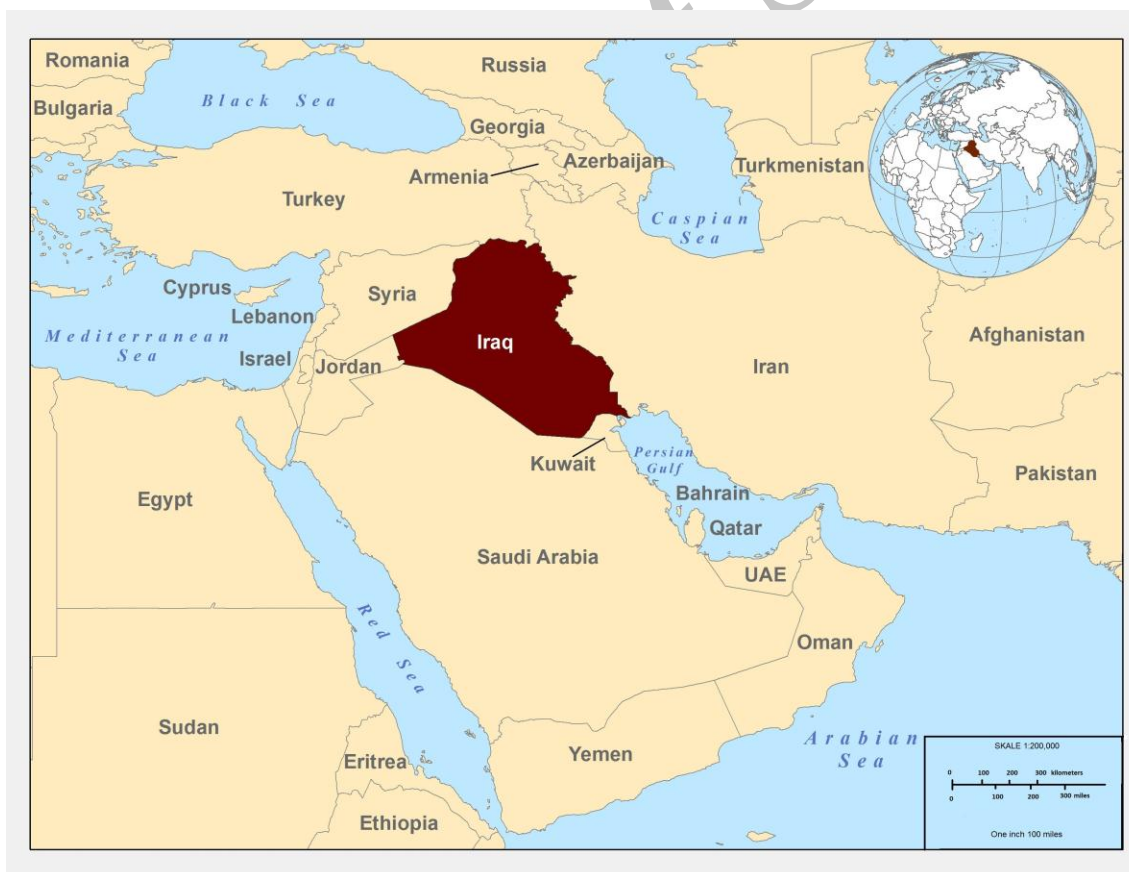 Romania
Russia
Bulgaria
Black Sea
Georgia
Azerbaijan
Turkmenistan
Armenia
Turkey
Caspian
Sea
Cyprus
Syria
Lebanon
Mediterranean
Sea
Israel
Jordan
Iraq
Iran
Afghanistan
Kuwait
Persian
Gulf
Pakistan
Egypt
Bahrain
Qatar
Saudi Arabia
UAE
Red Sea
Oman
Sudan
Eritrea
Yemen
Arabian
Sea
Ethiopia
SKALE 1:200,000
0 100 200 300 kilometers
0 100 200 300 miles
One inch 100 miles